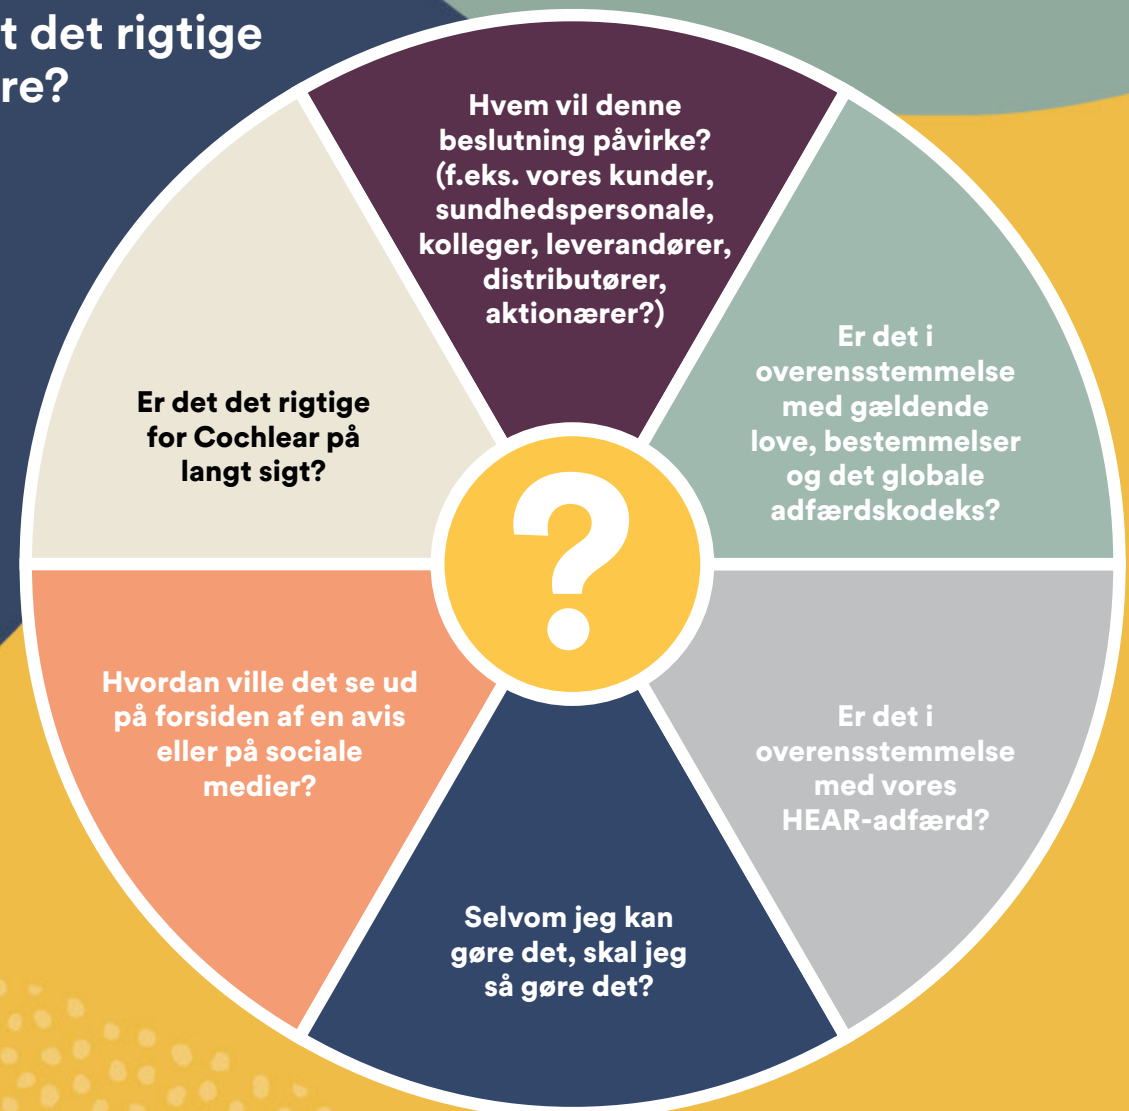 t det rigtige
re?
Hvem vil denne
beslutning påvirke?
(f.eks. vores kunder,
sundhedspersonale,
kolleger, leverandører,
distributører,
aktionærer?)
Er det i
overensstemmelse
med gældende
love, bestemmelser
og det globale
adfærdskodeks?
Er det i
overensstemmelse
med vores
HEAR-adfærd?
Selvom jeg kan
gøre det, skal jeg
så gøre det?
Hvordan ville det se ud
på forsiden af en avis
eller på sociale
medier?
Er det det rigtige
for Cochlear på
langt sigt?
?